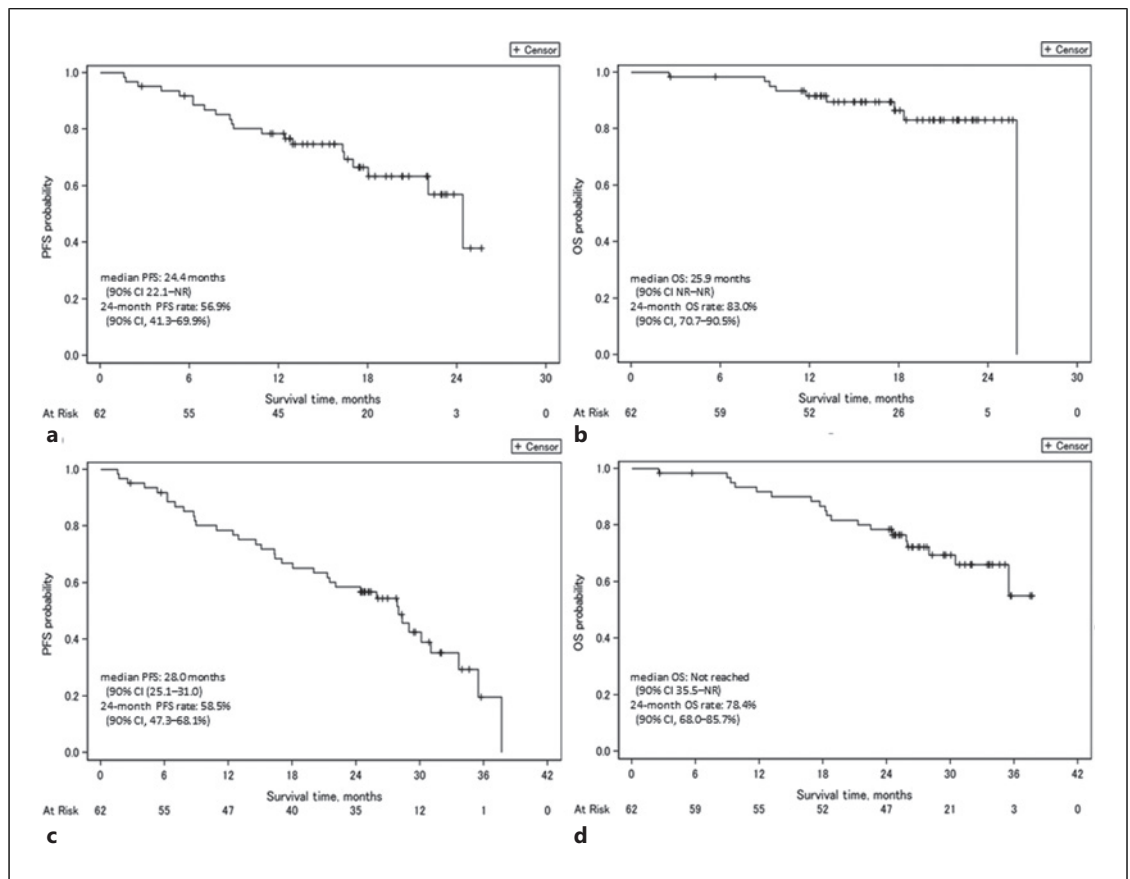 + Censor
1.0
0.8
0.6
0.4
0.2
0.0
PFS probability
median PFS: 24.4 months
(90% CI 22.1–NR)
24-month PFS rate: 56.9%
(90% CI, 41.3–69.9%)
0 6 12 18 24 30
Survival time, months
At Risk 62 55 45 20 3 0
a
+ Censor
1.0
0.8
0.6
0.4
0.2
0.0
OS probability
median OS: 25.9 months
(90% CI NR–NR)
24-month OS rate: 83.0%
(90% CI, 70.7–90.5%)
0 6 12 18 24 30
Survival time, months
At Risk 62 59 52 26 5 0
b
+ Censor
1.0
0.8
0.6
0.4
0.2
0.0
PFS probability
median PFS: 28.0 months
(90% CI (25.1–31.0)
24-month PFS rate: 58.5%
(90% CI, 47.3–68.1%)
0 6 12 18 24 30 36 42
Survival time, months
At Risk 62 55 47 40 35 12 1 0
c
+ Censor
1.0
0.8
0.6
0.4
0.2
0.0
OS probability
median OS: Not reached
(90% CI 35.5–NR)
24-month OS rate: 78.4%
(90% CI, 68.0–85.7%)
0 6 12 18 24 30 36 42
Survival time, months
At Risk 62 59 55 52 47 21 3 0
d